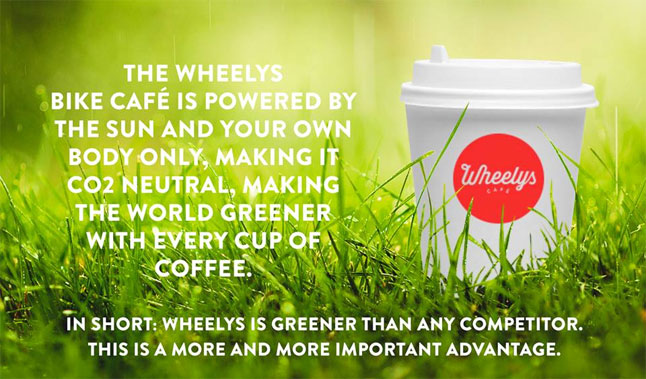 THE WHEELYS
BIKE CAFÉ IS POWERED BY
THE SUN AND YOUR OWN
BODY ONLY, MAKING IT
CO2 NEUTRAL, MAKING
THE WORLD GREENER
WITH EVERY CUP OF
COFFEE.
Wheelys
CAFÉ
IN SHORT: WHEELYS IS GREENER THAN ANY COMPETITOR.
THIS IS A MORE AND MORE IMPORTANT ADVANTAGE.